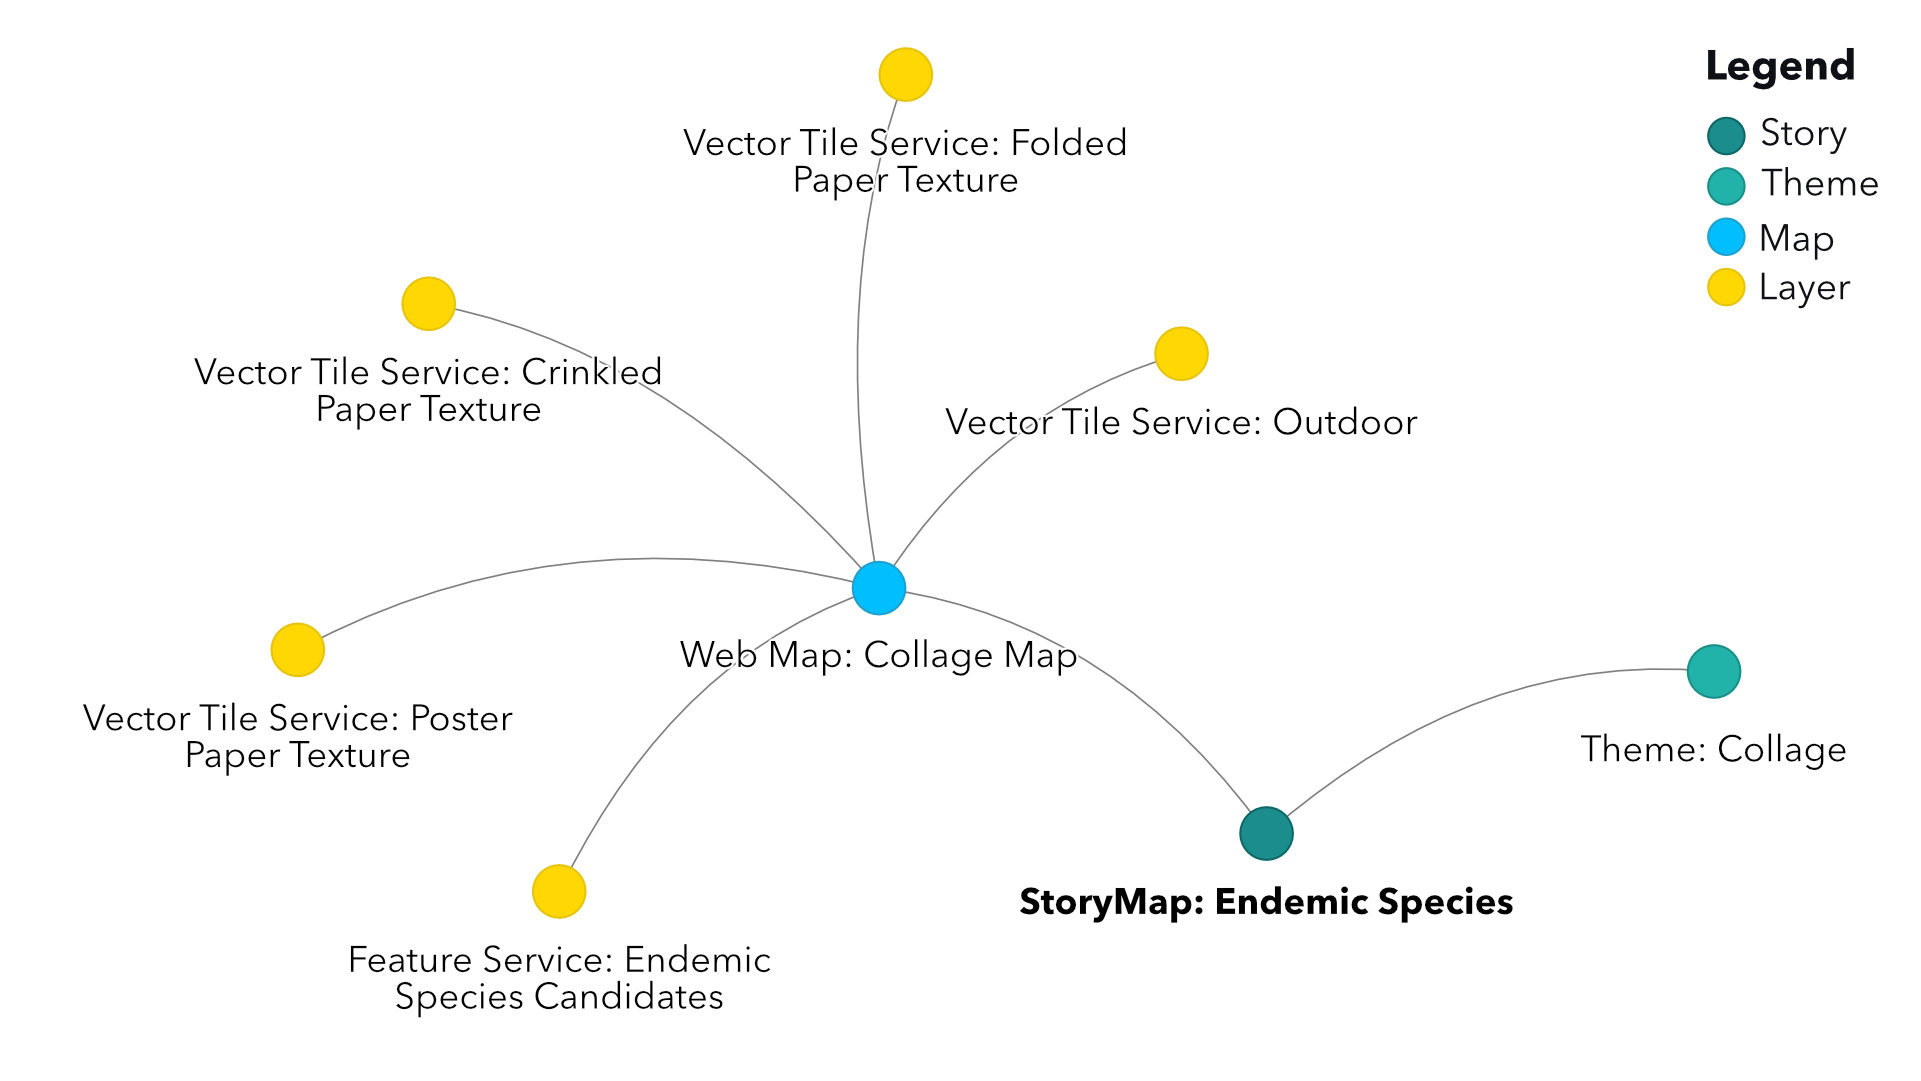 Legend
Story
Theme
Map
Layer
Vector Tile Service: Folded
Paper Texture
Vector Tile Service: Crinkled
Paper Texture
Vector Tile Service: Outdoor
Web Map: Collage Map
Vector Tile Service: Poster
Paper Texture
Theme: Collage
StoryMap: Endemic Species
Feature Service: Endemic
Species Candidates